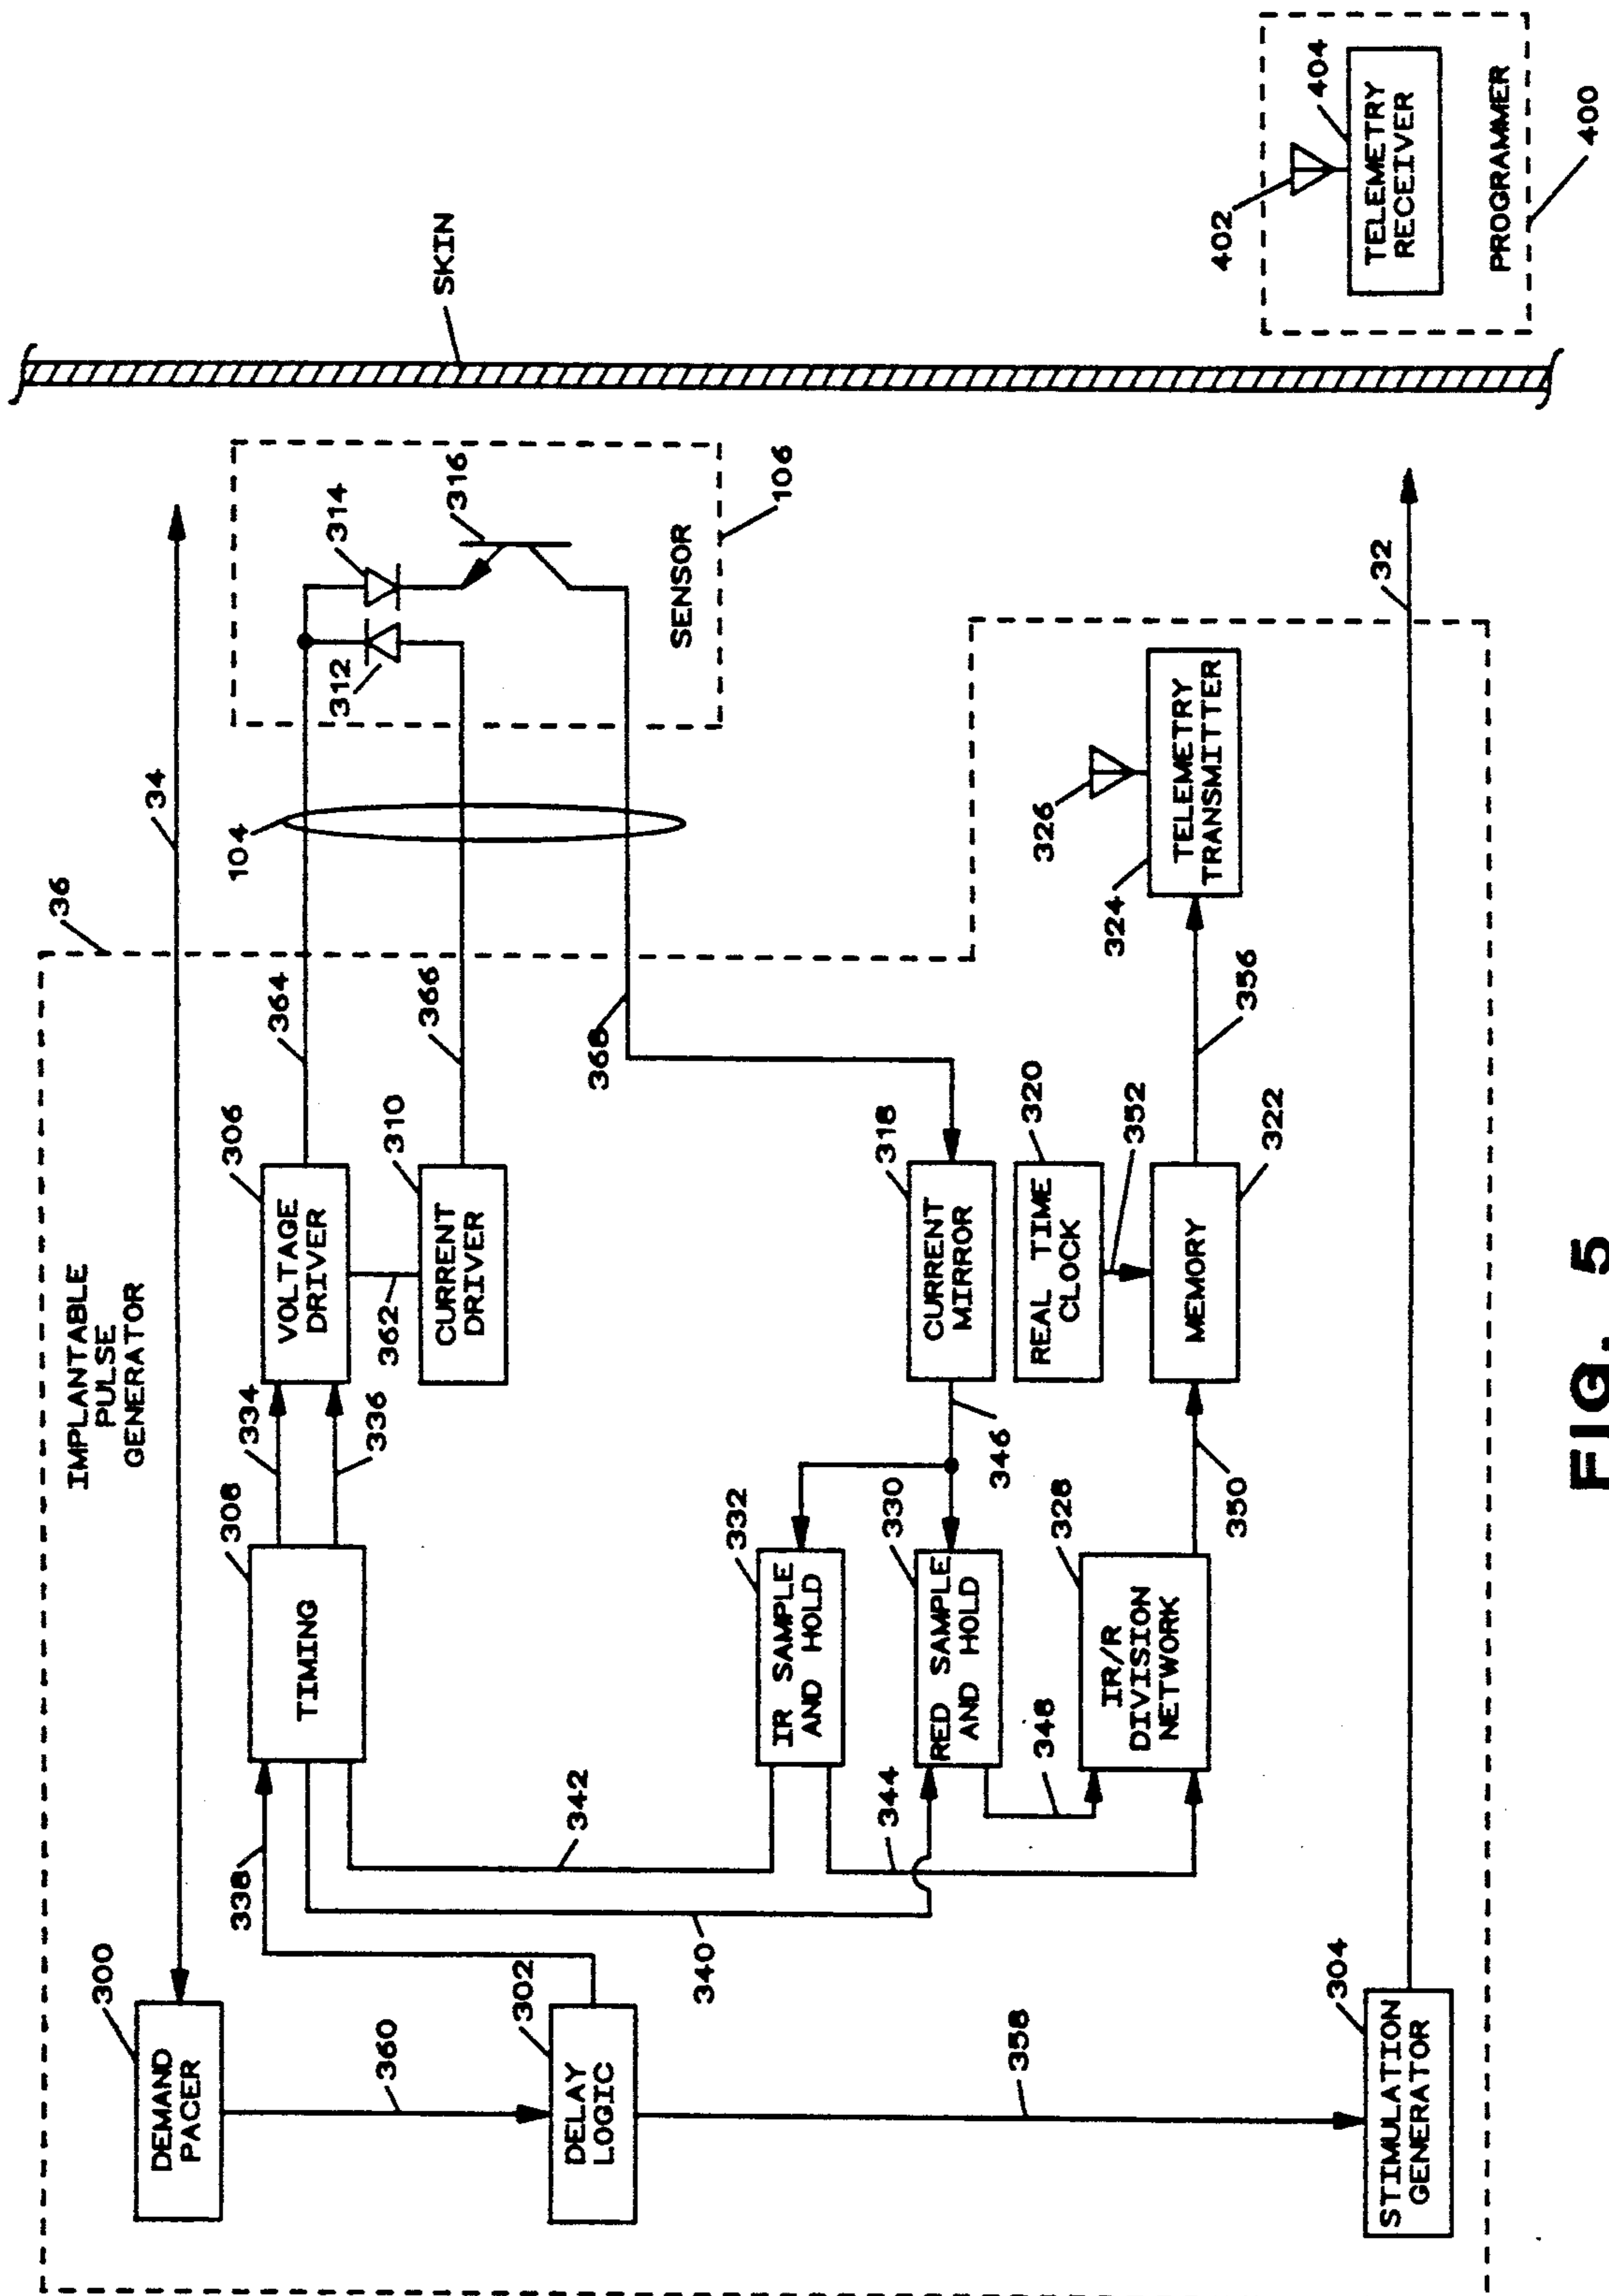 IMPLANTABLE
PULSE
GENERATOR
36
34
300
DEMAND
PACER
360
338
308
TIMING
334
336
306
VOLTAGE
DRIVER
362
310
CURRENT
DRIVER
364
366
368
104
312
314
316
SENSOR
106
SKIN
302
DELAY
LOGIC
340
342
332
IR SAMPLE
AND HOLD
344
330
RED SAMPLE
AND HOLD
348
346
318
CURRENT
MIRROR
320
REAL TIME
CLOCK
352
328
IR/R
DIVISION
NETWORK
350
MEMORY
322
356
324
326
TELEMETRY
TRANSMITTER
358
304
STIMULATION
GENERATOR
32
402
404
TELEMETRY
RECEIVER
PROGRAMMER
400
FIG. 5